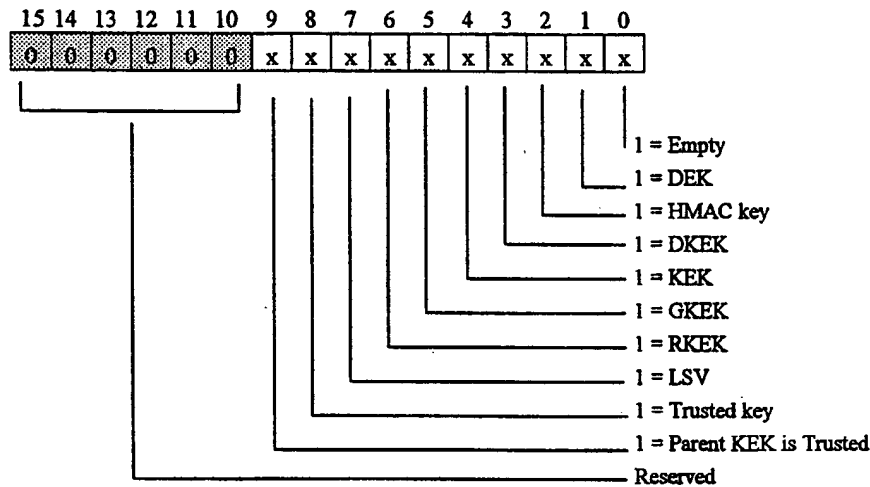 15 14 13 12 11 10 9 8 7 6 5 4 3 2 1 0
0 0 0 0 0 0 x x x x x x x x x x
1 = Empty
1 = DEK
1 = HMAC key
1 = DKEK
1 = KEK
1 = GKEK
1 = RKEK
1 = LSV
1 = Trusted key
1 = Parent KEK is Trusted
Reserved